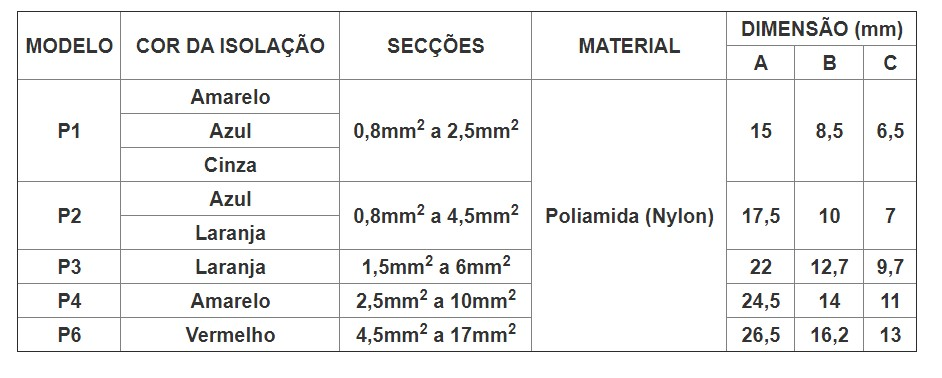 MODELO COR DA ISOLAÇÃO SECÇÕES MATERIAL DIMENSÃO (mm)
A B C
P1 Amarelo 0,8mm² a 2,5mm² Poliamida (Nylon) 15 8,5 6,5
Azul
Cinza
P2 Azul 0,8mm² a 4,5mm² 17,5 10 7
Laranja
P3 Laranja 1,5mm² a 6mm² 22 12,7 9,7
P4 Amarelo 2,5mm² a 10mm² 24,5 14 11
P6 Vermelho 4,5mm² a 17mm² 26,5 16,2 13